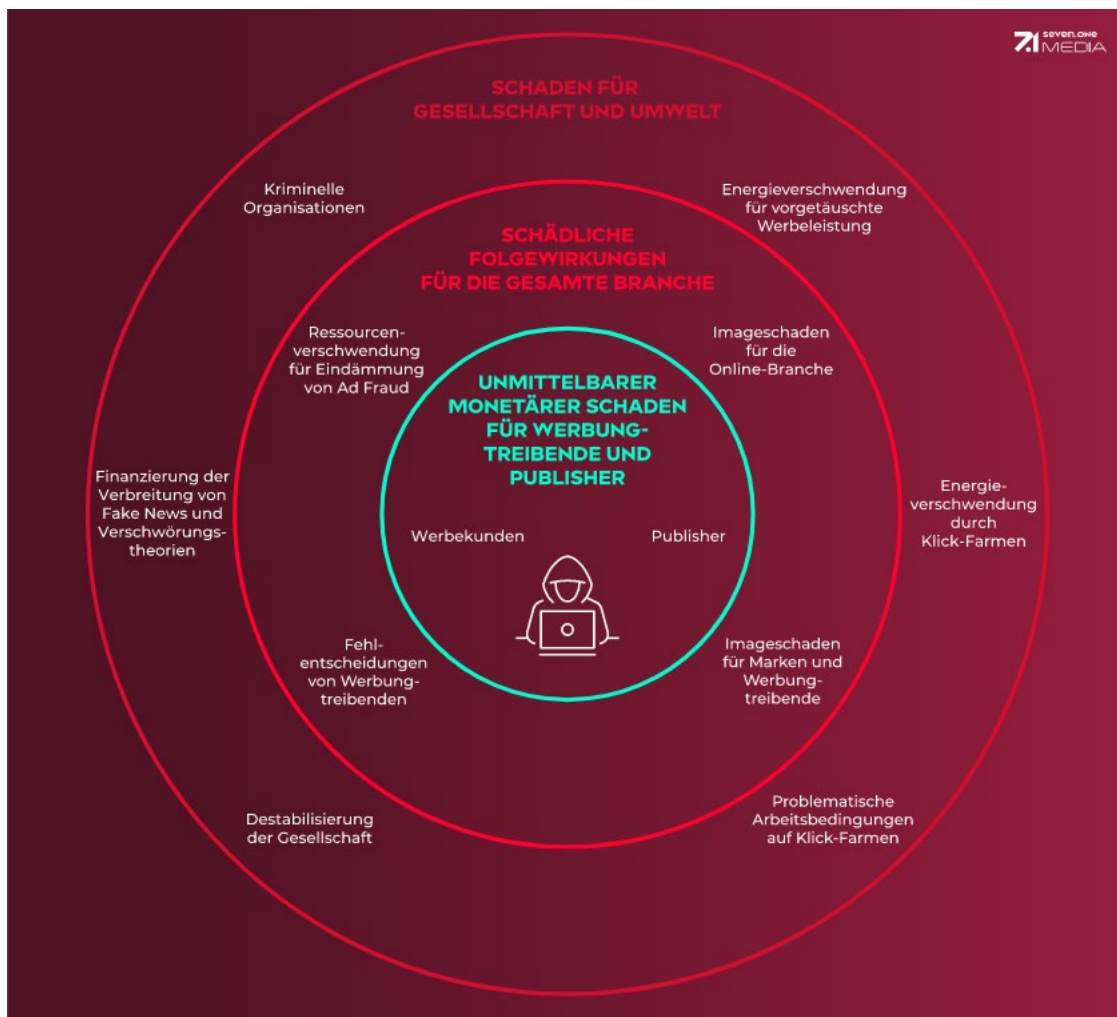 seven.one
MEDIA
SCHADEN FÜR
GESELLSCHAFT UND UMWELT
Kriminelle
Organisationen
Energieverschwendung
für vorgetäuschte
Werbeleistung
SCHÄDLICHE
FOLGEWIRKUNGEN
FÜR DIE GESAMTE BRANCHE
Ressourcen-
verschwendung
für Eindämmung
von Ad Fraud
Imageschaden
für die
Online-Branche
UNMITTELBARER
MONETÄRER SCHADEN
FÜR WERBUNG-
TREIBENDE UND
PUBLISHER
Finanzierung der
Verbreitung von
Fake News und
Verschwörungs-
theorien
Energie-
verschwendung
durch
Klick-Farmen
Werbekunden
Publisher
Fehl-
entscheidungen
von Werbung-
treibenden
Imageschaden
für Marken und
Werbung-
treibende
Destabilisierung
der Gesellschaft
Problematische
Arbeitsbedingungen
auf Klick-Farmen